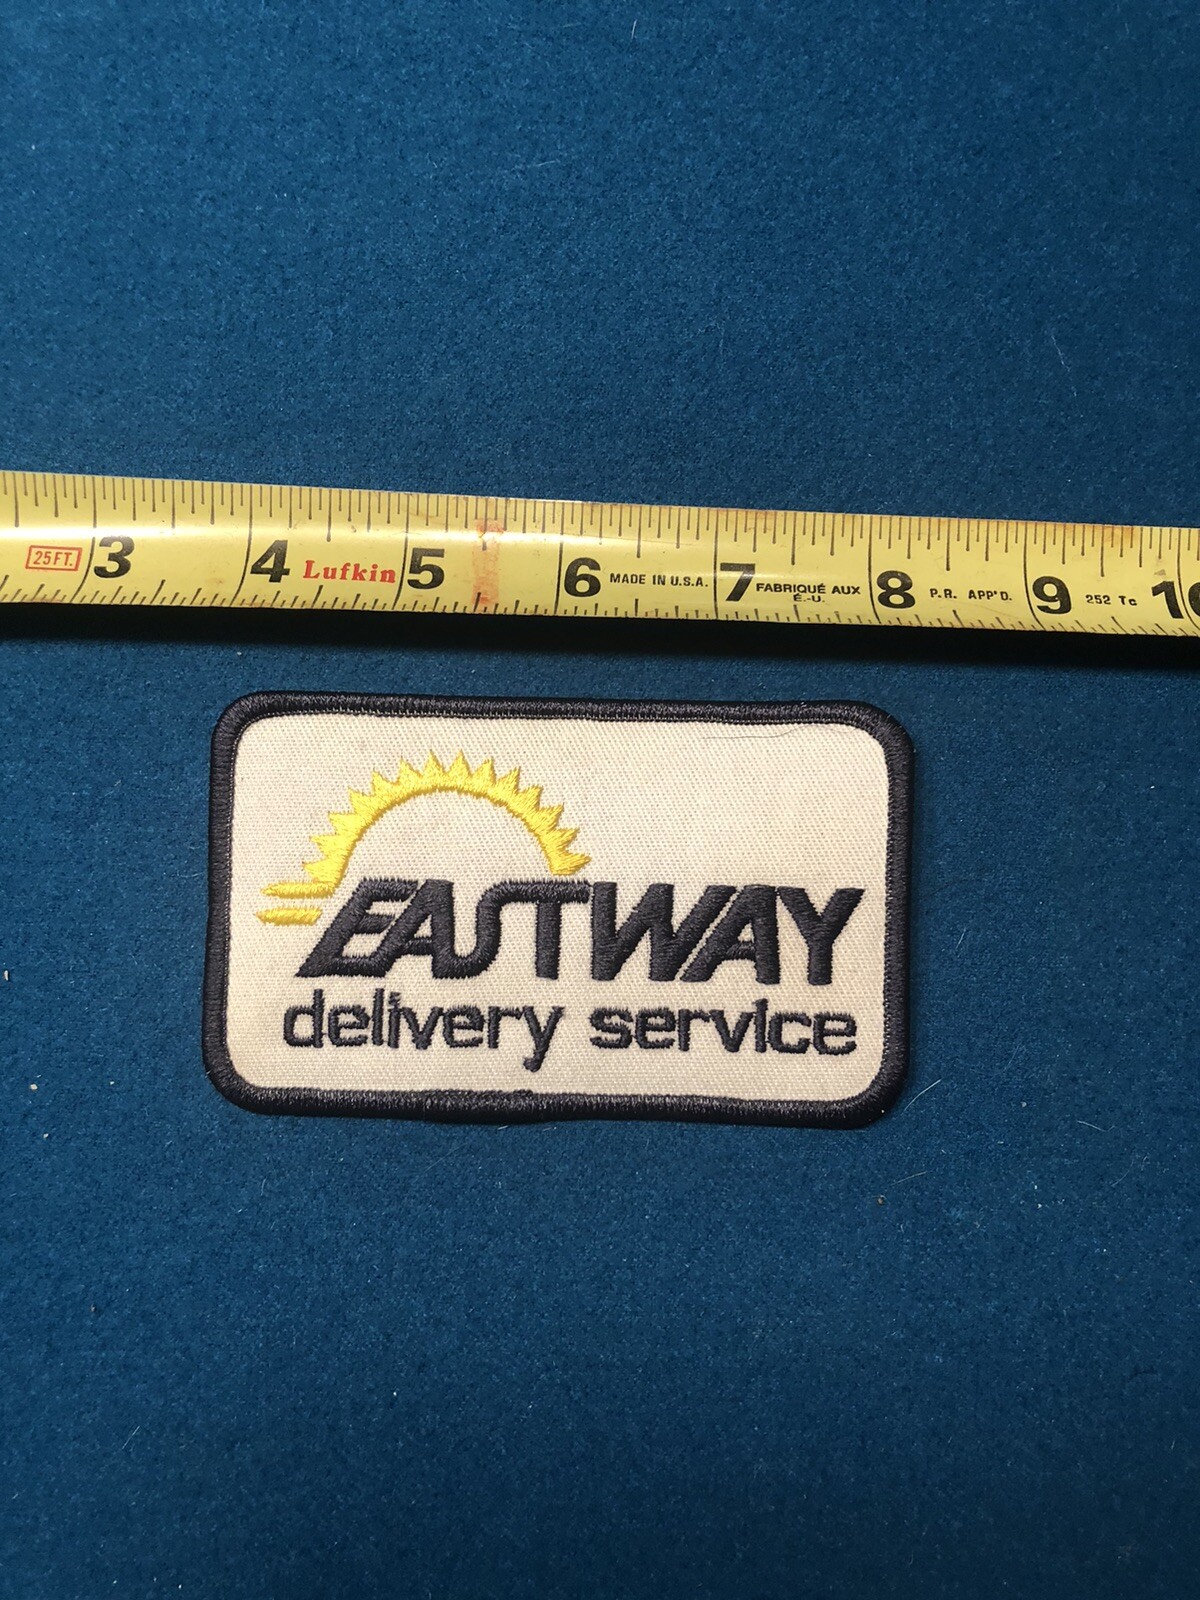 25FT. 3 4 Lufkin 5 6 MADE IN U.S.A. 7 FABRIQUÉ AUX É.-U. 8 P.R. APP'D. 9 252 Tc 10
EASTWAY
delivery service